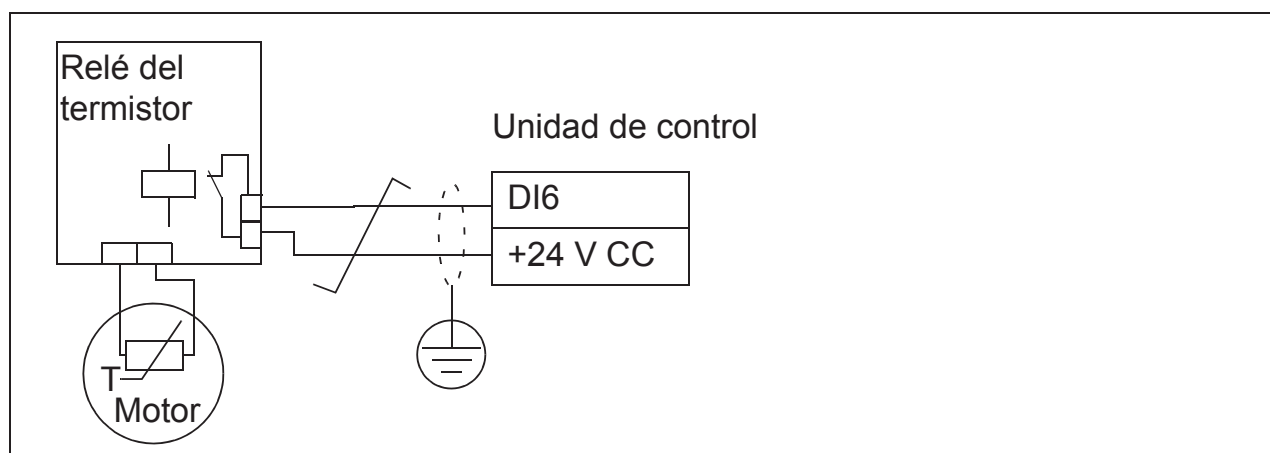 Relé del
termistor
Unidad de control
DI6
+24 V CC
T
Motor